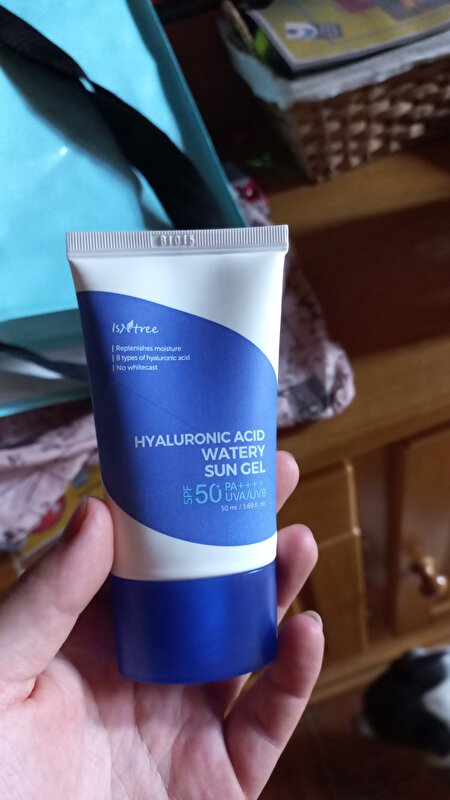 Isntree
Replenishes moisture
8 types of hyaluronic acid
No whitecast
HYALURONIC ACID
WATERY
SUN GEL
SPF 50+ PA++++
UVA/UVB
50 ml / 1.69 fl. oz